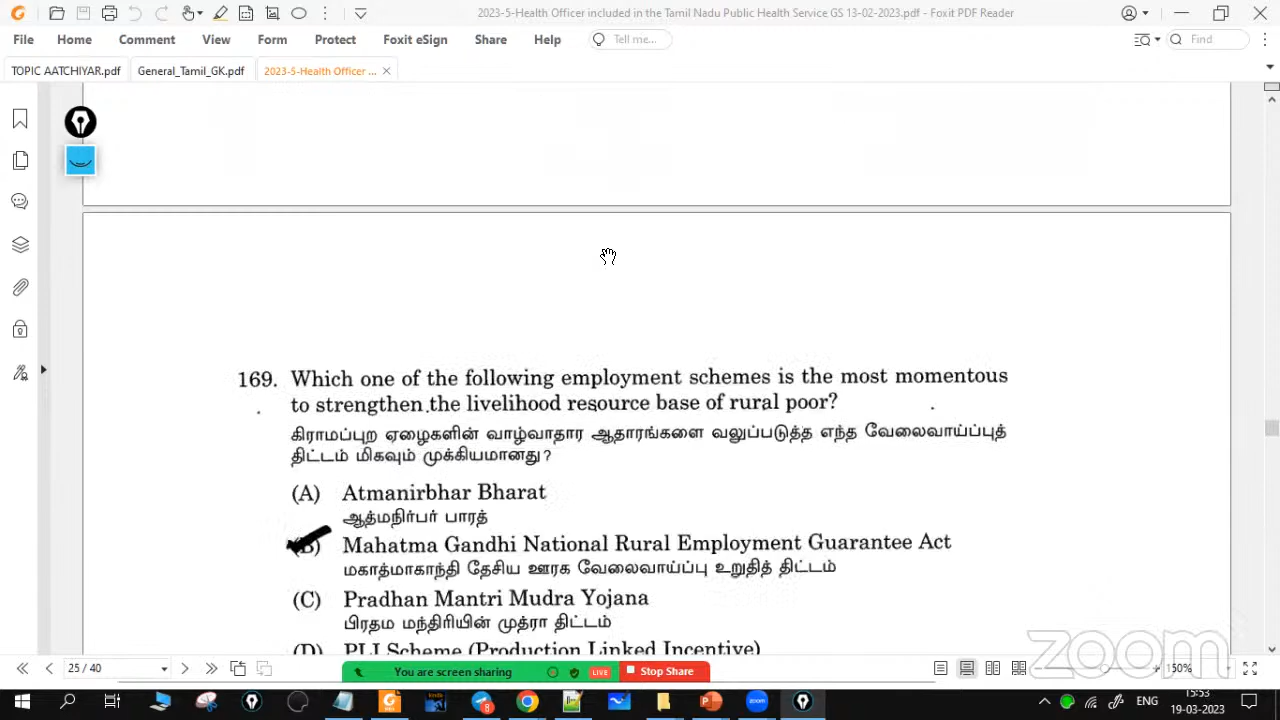 2023-5-Health Officer included in the Tamil Nadu Public Health Service GS 13-02-2023.pdf - Foxit PDF Reader
File Home Comment View Form Protect Foxit eSign Share Help Tell me... Find
TOPIC AATCHIYAR.pdf General_Tamil_GK.pdf 2023-5-Health Officer ...
169. Which one of the following employment schemes is the most momentous
to strengthen the livelihood resource base of rural poor?
கிராமப்புற ஏழைகளின் வாழ்வாதார ஆதாரங்களை வலுப்படுத்த எந்த வேலைவாய்ப்புத்
திட்டம் மிகவும் முக்கியமானது?
(A) Atmanirbhar Bharat
ஆத்மநிர்பர் பாரத்
(B) Mahatma Gandhi National Rural Employment Guarantee Act
மகாத்மாகாந்தி தேசிய ஊரக வேலைவாய்ப்பு உறுதித் திட்டம்
(C) Pradhan Mantri Mudra Yojana
பிரதம மந்திரியின் முத்ரா திட்டம்
(D) PLI Scheme (Production Linked Incentive)
zoom
25 / 40 You are screen sharing LIVE Stop Share 150%
ENG 15:53
19-03-2023